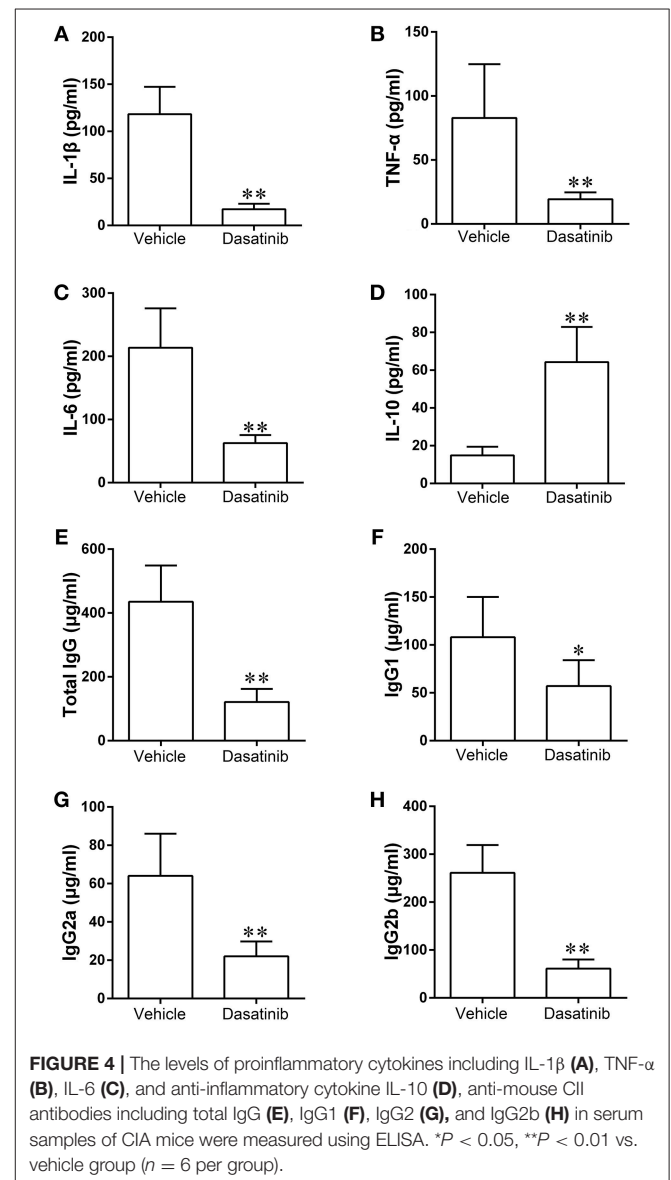 A
200
150
100
50
0
IL-1β (pg/ml)
**
Vehicle Dasatinib
B
150
100
50
0
TNF-α (pg/ml)
**
Vehicle Dasatinib
C
300
200
100
0
IL-6 (pg/ml)
**
Vehicle Dasatinib
D
100
80
60
40
20
0
IL-10 (pg/ml)
**
Vehicle Dasatinib
E
600
400
200
0
Total IgG (μg/ml)
**
Vehicle Dasatinib
F
200
150
100
50
0
IgG1 (μg/ml)
*
Vehicle Dasatinib
G
100
80
60
40
20
0
IgG2a (μg/ml)
**
Vehicle Dasatinib
H
400
300
200
100
0
IgG2b (μg/ml)
**
Vehicle Dasatinib
FIGURE 4 | The levels of proinflammatory cytokines including IL-1β (A), TNF-α
(B), IL-6 (C), and anti-inflammatory cytokine IL-10 (D), anti-mouse CII
antibodies including total IgG (E), IgG1 (F), IgG2 (G), and IgG2b (H) in serum
samples of CIA mice were measured using ELISA. *P < 0.05, **P < 0.01 vs.
vehicle group (n = 6 per group).